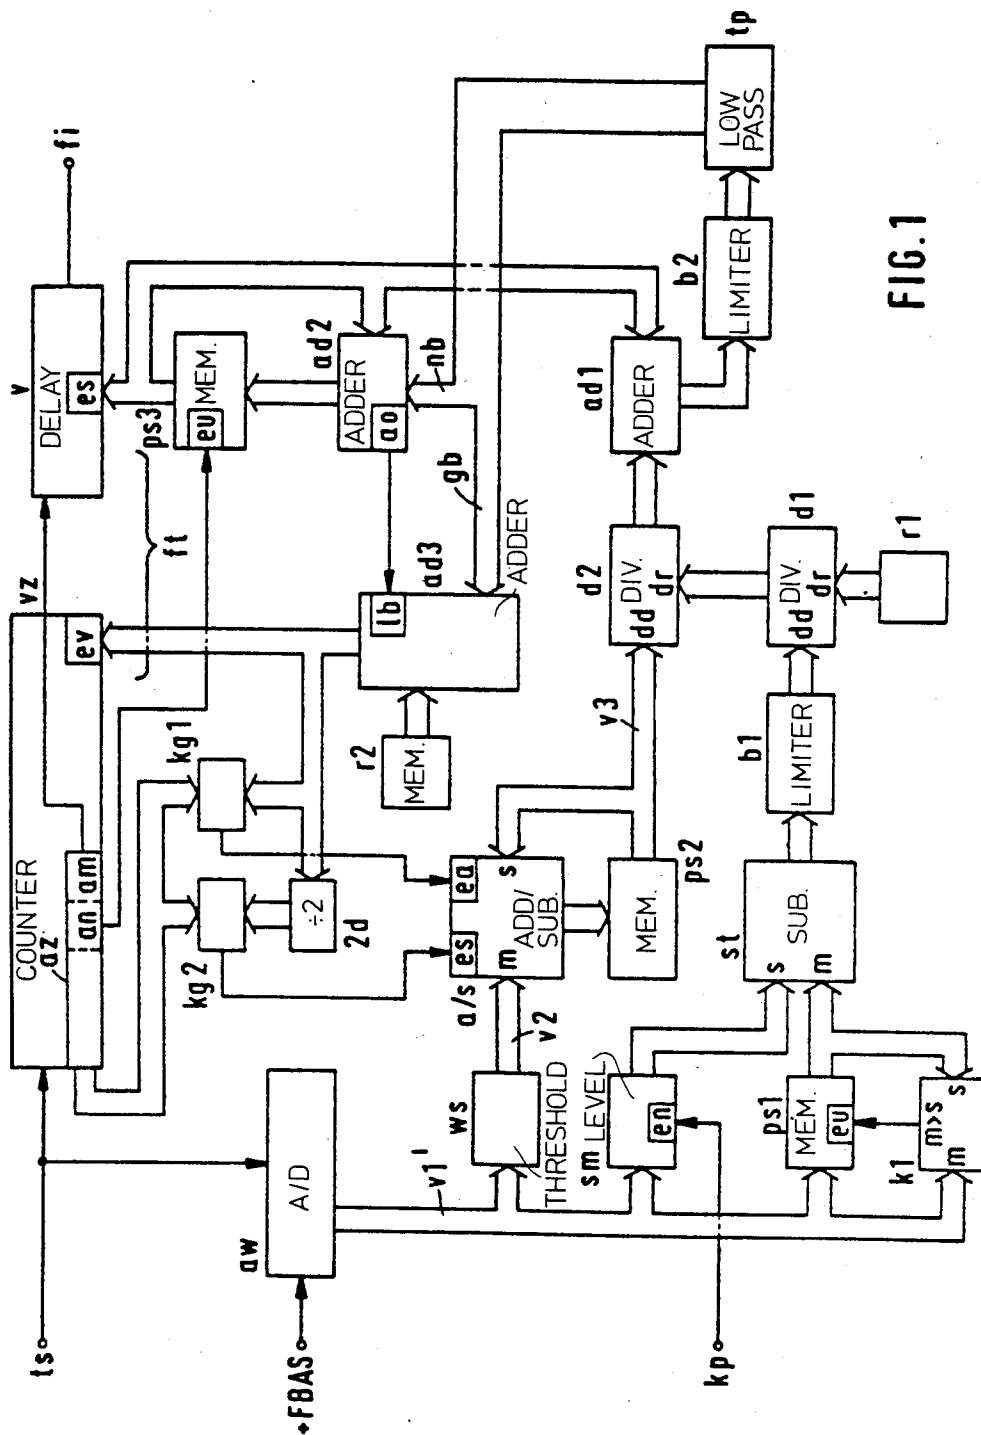 ts
COUNTER
az
an
am
ev
vz
v
DELAY
es
fi
ft
ps3
MEM.
eu
kg2
kg1
÷2
2d
r2
MEM.
ad3
ADDER
lb
ad2
ADDER
ao
nb
gb
+FBAS
aw
A/D
v1'
ws
THRESHOLD
v2
a/s
es
ea
m
s
ADD/
SUB.
MEM.
ps2
v3
d2
DIV.
dd
dr
ad1
ADDER
b2
LIMITER
LOW
PASS
tp
kp
sm
LEVEL
en
ps1
MEM.
eu
k1
m>s
m
s
st
SUB.
s
m
b1
LIMITER
d1
DIV.
dd
dr
r1
FIG.1